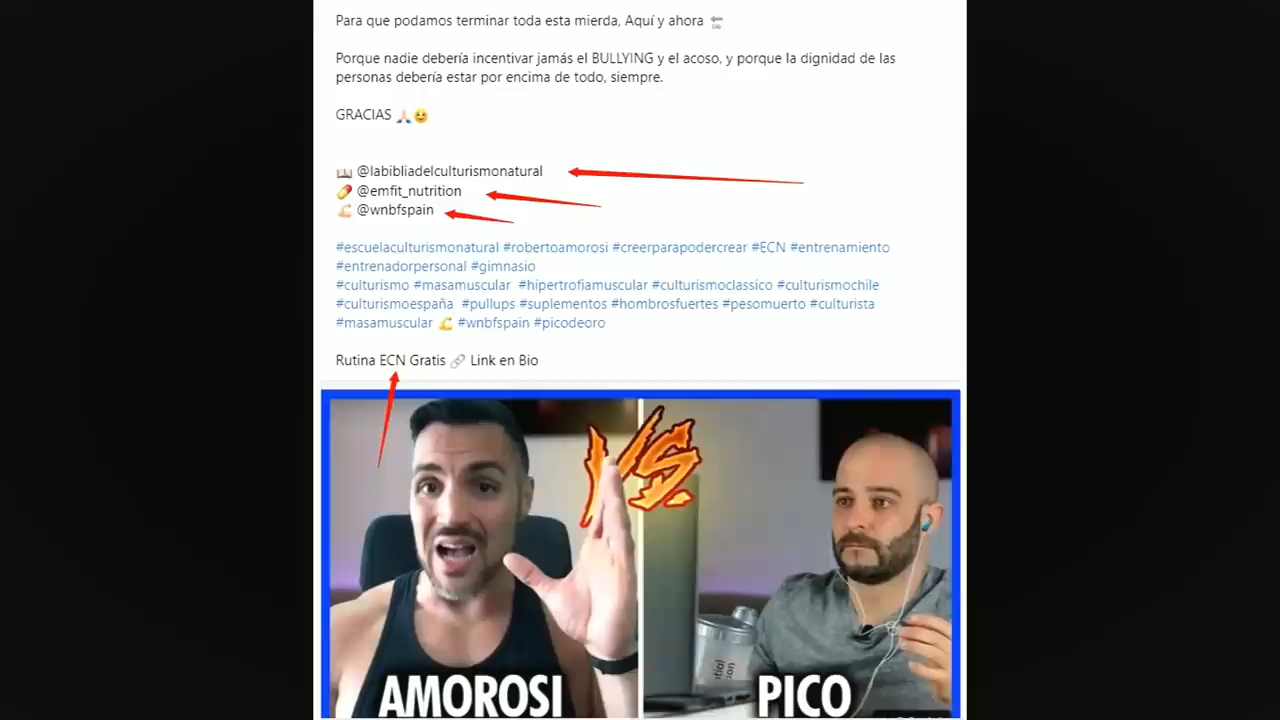 Para que podamos terminar toda esta mierda, Aquí y ahora
Porque nadie debería incentivar jamás el BULLYING y el acoso, y porque la dignidad de las
personas debería estar por encima de todo, siempre.
GRACIAS 🙏🏻😊
📖 @labibliadelculturismonatural
💊 @emfit_nutrition
💪🏻 @wnbfspain
#escuelaculturismonatural #robertoamorosi #creerparapodercrear #ECN #entrenamiento
#entrenadorpersonal #gimnasio
#culturismo #masamuscular #hipertrofiamuscular #culturismoclassico #culturismochile
#culturismoespaña #pullups #suplementos #hombrosfuertes #pesomuerto #culturista
#masamuscular 💪 #wnbfspain #picodeoro
Rutina ECN Gratis 🔗 Link en Bio
VS
AMOROSI
PICO